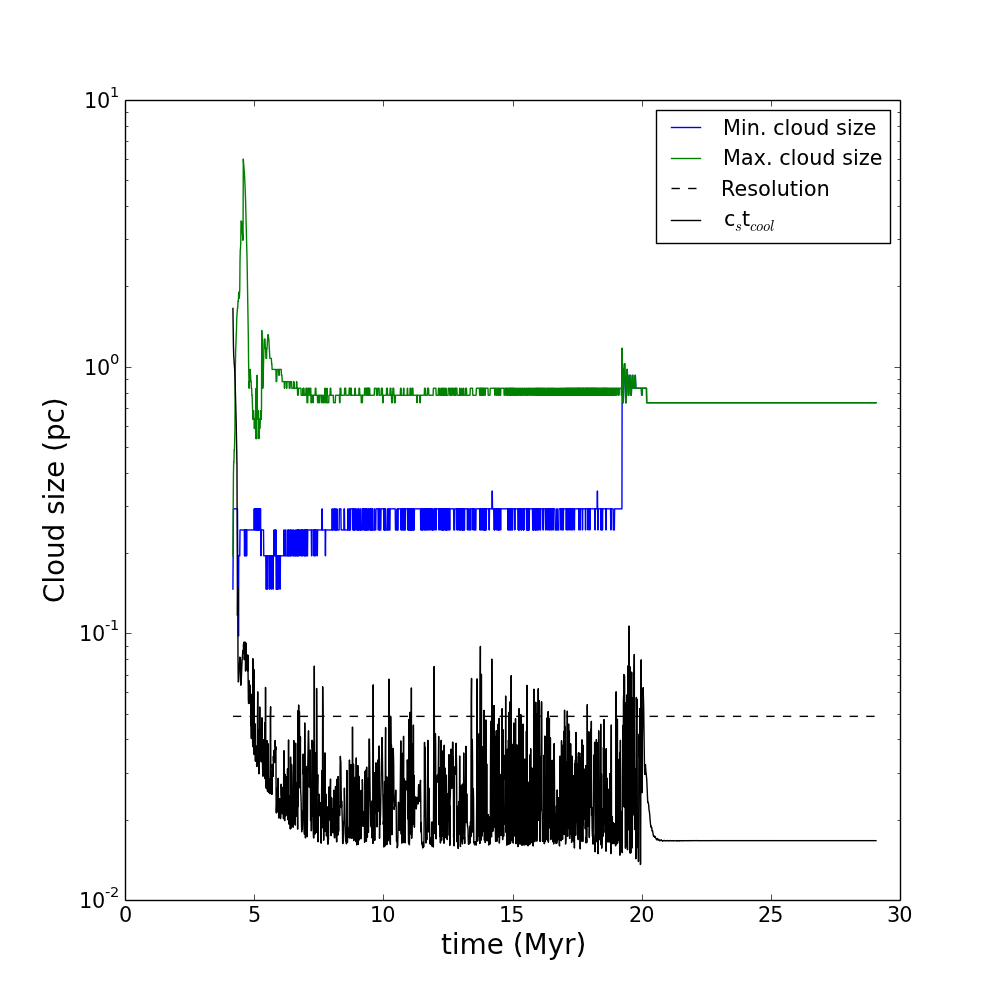 10^1
10^0
10^-1
10^-2
Cloud size (pc)
Min. cloud size
Max. cloud size
Resolution
c_s t_cool
0 5 10 15 20 25 30
time (Myr)